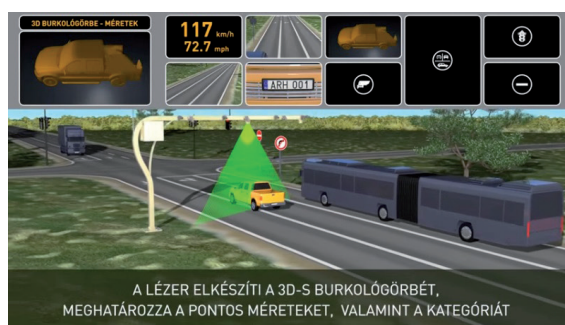 3D BURKOLÓGÖRBE - MÉRETEK
117 km/h
72.7 mph
ARH 001
A LÉZER ELKÉSZÍTI A 3D-S BURKOLÓGÖRBÉT,
MEGHATÁROZZA A PONTOS MÉRETEKET, VALAMINT A KATEGÓRIÁT